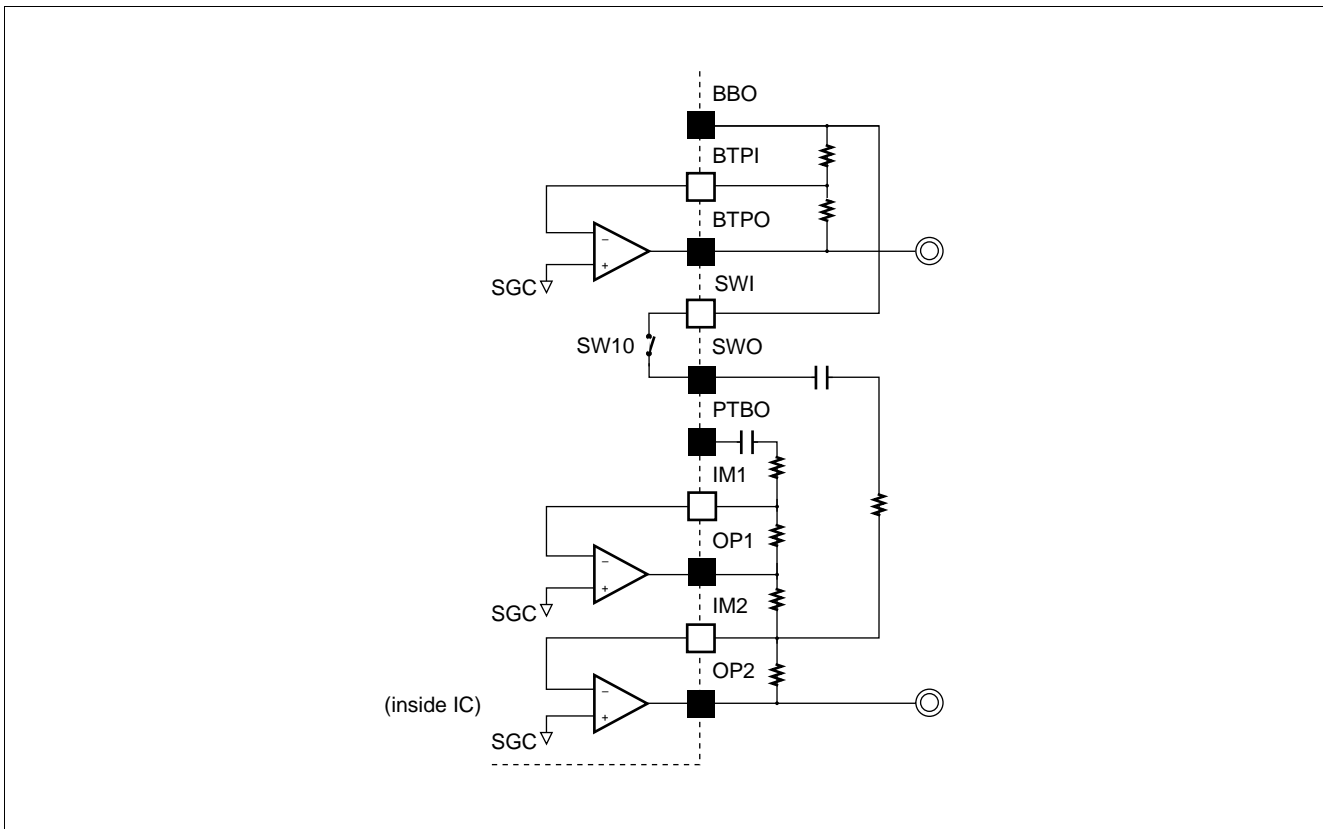 BBO
BTPI
BTPO
−
+
SGC
SWI
SW10
SWO
PTBO
IM1
OP1
−
+
SGC
IM2
OP2
(inside IC)
−
+
SGC